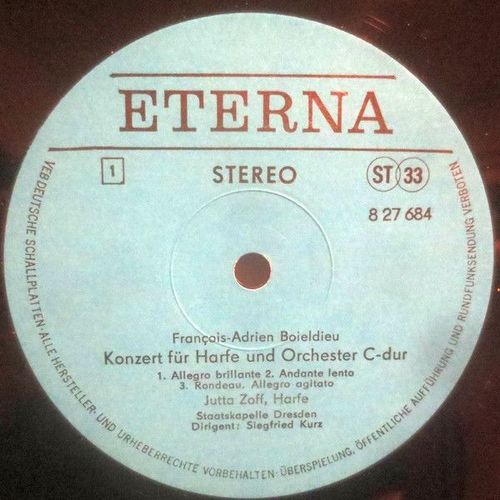 ETERNA
1
STEREO
ST 33
8 27 684
François-Adrien Boieldieu
Konzert für Harfe und Orchester C-dur
1. Allegro brillante 2. Andante lento
3. Rondeau. Allegro agitato
Jutta Zoff, Harfe
Staatskapelle Dresden
Dirigent: Siegfried Kurz
VEB DEUTSCHE SCHALLPLATTEN · ALLE HERSTELLER- UND URHEBERRECHTE VORBEHALTEN · ÜBERSPIELUNG, ÖFFENTLICHE AUFFÜHRUNG UND RUNDFUNKSENDUNG VERBOTEN